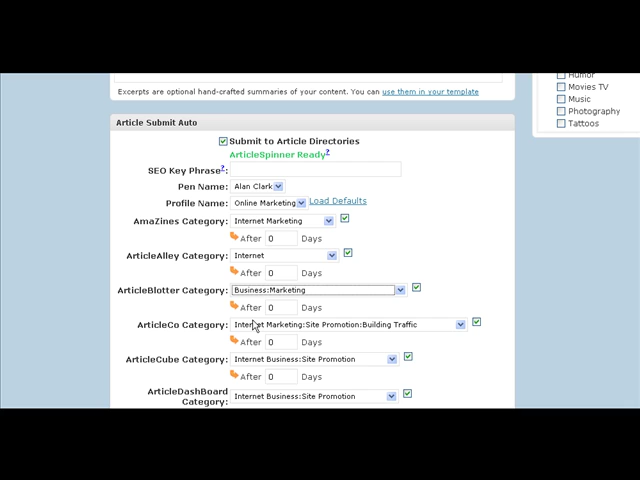 Humor
Excerpts are optional hand-crafted summaries of your content. You can use them in your template
Movies TV
Music
Photography
Tattoos
Article Submit Auto
Submit to Article Directories
ArticleSpinner Ready?
SEO Key Phrase?:
Pen Name: Alan Clark
Profile Name: Online Marketing Load Defaults
AmaZines Category: Internet Marketing
After 0 Days
ArticleAlley Category: Internet
After 0 Days
ArticleBlotter Category: Business:Marketing
After 0 Days
ArticleCo Category: Internet Marketing:Site Promotion:Building Traffic
After 0 Days
ArticleCube Category: Internet Business:Site Promotion
After 0 Days
ArticleDashBoard Category: Internet Business:Site Promotion